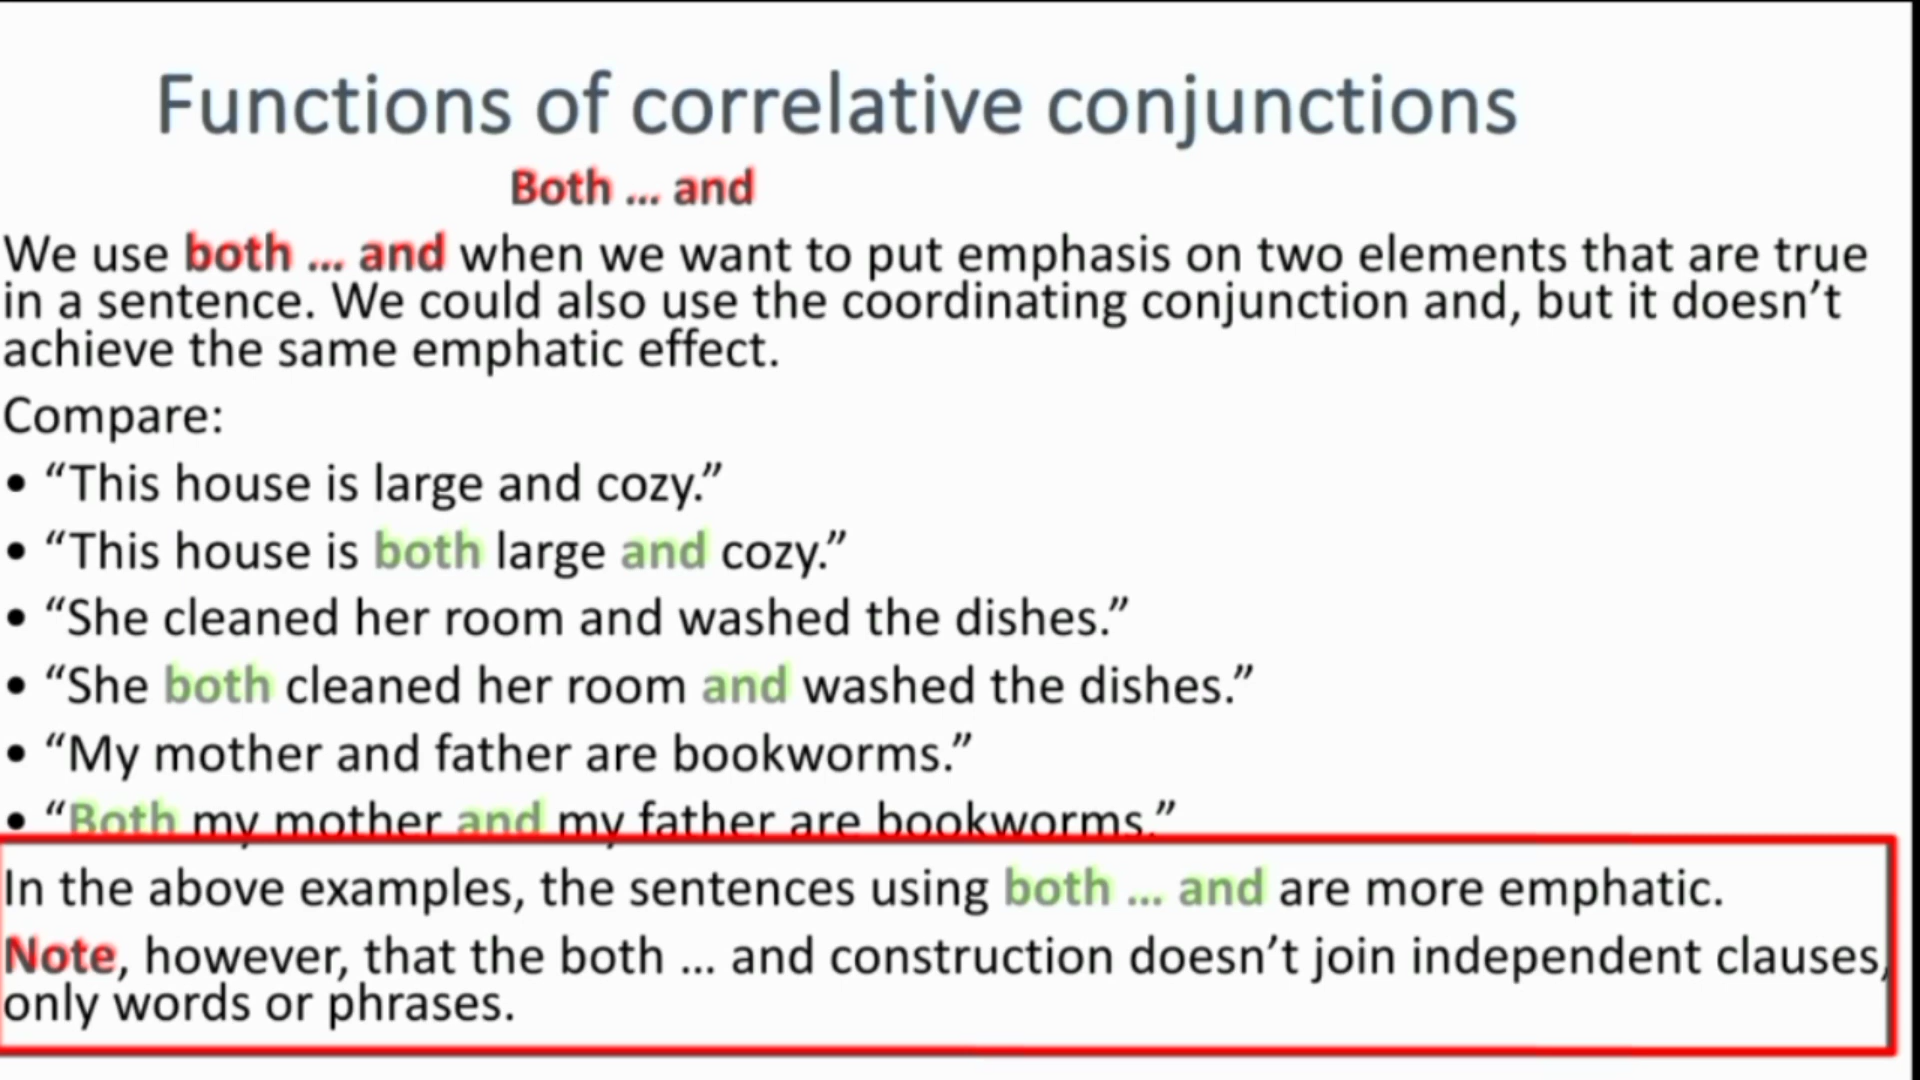 Functions of correlative conjunctions
Both ... and
We use both ... and when we want to put emphasis on two elements that are true
in a sentence. We could also use the coordinating conjunction and, but it doesn’t
achieve the same emphatic effect.
Compare:
• “This house is large and cozy.”
• “This house is both large and cozy.”
• “She cleaned her room and washed the dishes.”
• “She both cleaned her room and washed the dishes.”
• “My mother and father are bookworms.”
• “Both my mother and my father are bookworms.”
In the above examples, the sentences using both ... and are more emphatic.
Note, however, that the both ... and construction doesn’t join independent clauses,
only words or phrases.